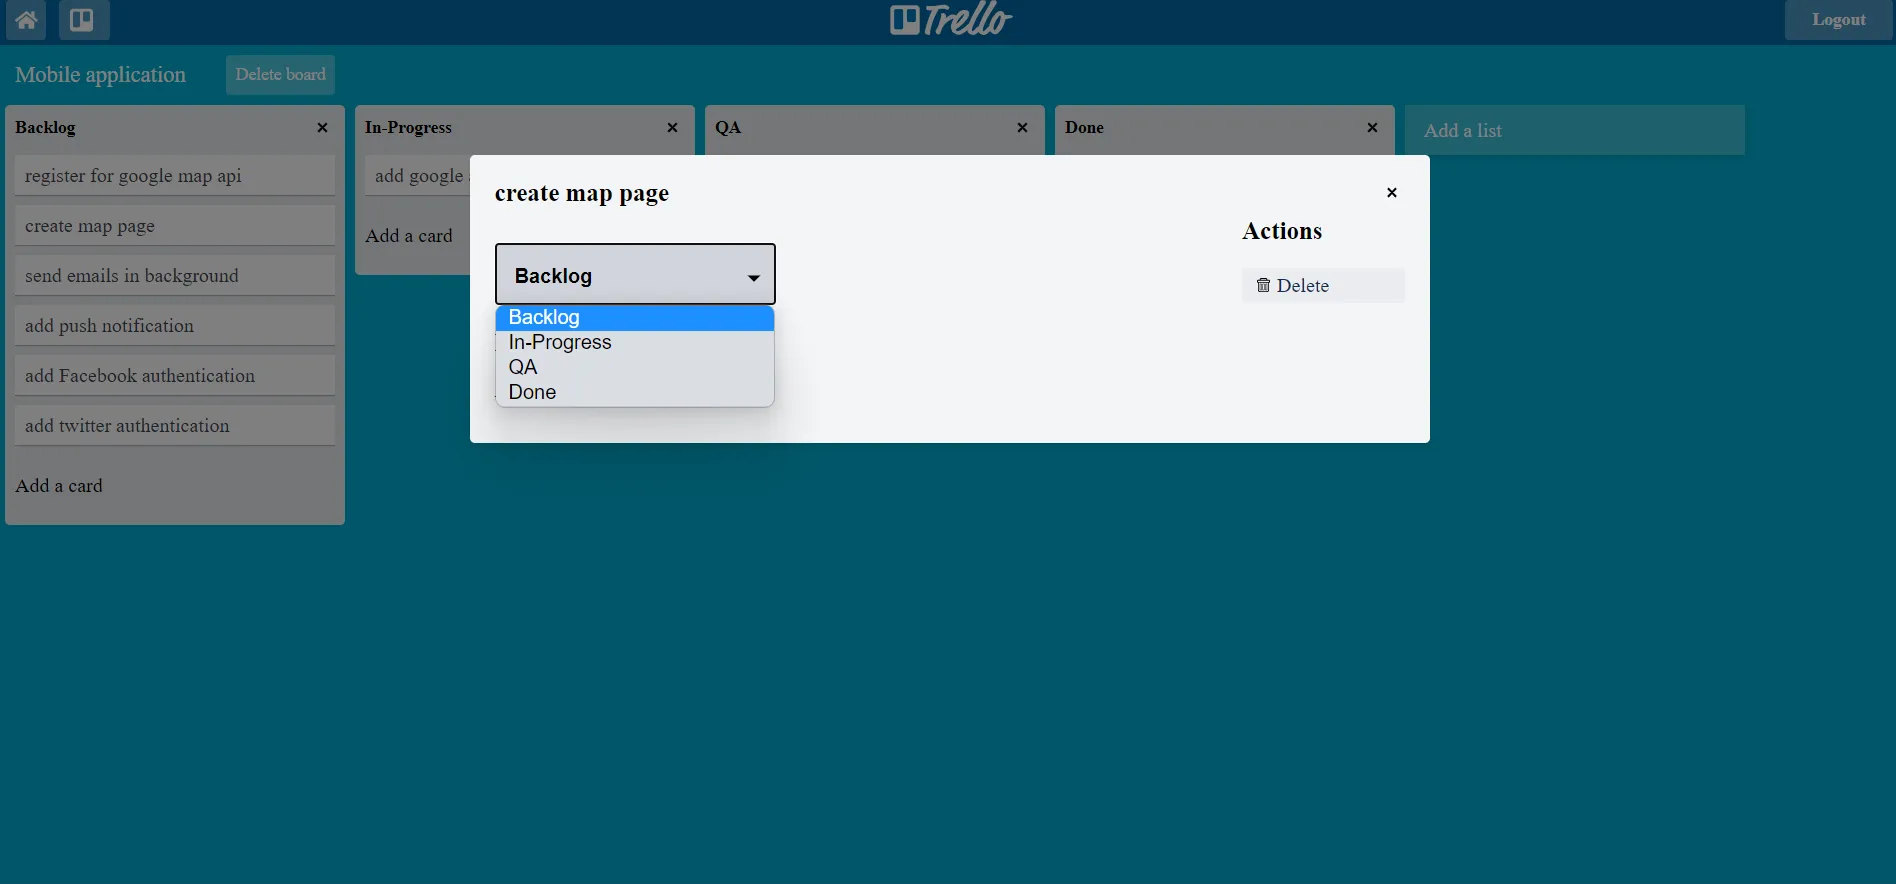 Trello
Logout
Mobile application
Delete board
Backlog
register for google map api
create map page
send emails in background
add push notification
add Facebook authentication
add twitter authentication
Add a card
In-Progress
add google
Add a card
QA
Done
Add a list
create map page
Backlog
Backlog
In-Progress
QA
Done
Actions
Delete